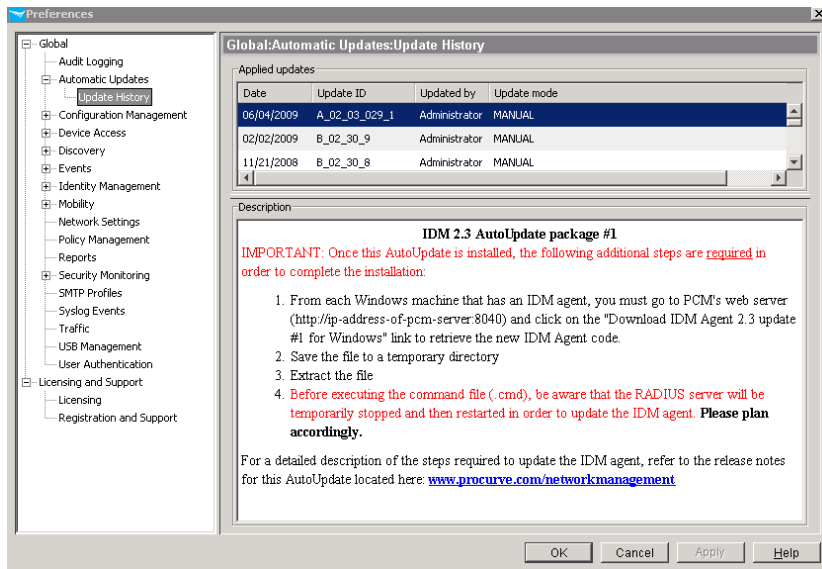 Preferences
Global
Audit Logging
Automatic Updates
Update History
Configuration Management
Device Access
Discovery
Events
Identity Management
Mobility
Network Settings
Policy Management
Reports
Security Monitoring
SMTP Profiles
Syslog Events
Traffic
USB Management
User Authentication
Licensing and Support
Licensing
Registration and Support
Global:Automatic Updates:Update History
Applied updates
Date Update ID Updated by Update mode
06/04/2009 A_02_03_029_1 Administrator MANUAL
02/02/2009 B_02_30_9 Administrator MANUAL
11/21/2008 B_02_30_8 Administrator MANUAL
Description
IDM 2.3 AutoUpdate package #1
IMPORTANT: Once this AutoUpdate is installed, the following additional steps are required in
order to complete the installation:
1. From each Windows machine that has an IDM agent, you must go to PCM's web server
(http://ip-address-of-pcm-server:8040) and click on the "Download IDM Agent 2.3 update
#1 for Windows" link to retrieve the new IDM Agent code.
2. Save the file to a temporary directory
3. Extract the file
4. Before executing the command file (.cmd), be aware that the RADIUS server will be
temporarily stopped and then restarted in order to update the IDM agent. Please plan
accordingly.
For a detailed description of the steps required to update the IDM agent, refer to the release notes
for this AutoUpdate located here: www.procurve.com/networkmanagement
OK Cancel Apply Help